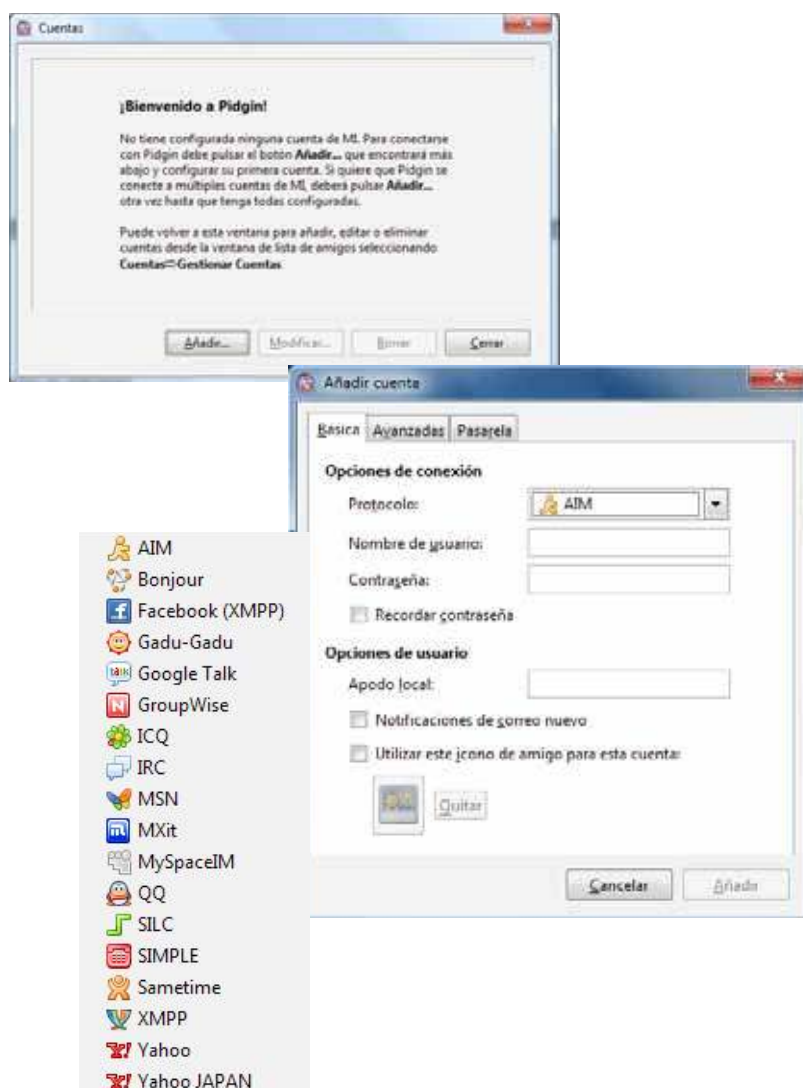 Cuentas
¡Bienvenido a Pidgin!
No tiene configurada ninguna cuenta de MI. Para conectarse
con Pidgin debe pulsar el botón Añadir... que encontrará más
abajo y configurar su primera cuenta. Si quiere que Pidgin se
conecte a múltiples cuentas de MI, deberá pulsar Añadir...
otra vez hasta que tenga todas configuradas.
Puede volver a esta ventana para añadir, editar o eliminar
cuentas desde la ventana de lista de amigos seleccionando
Cuentas⇨Gestionar Cuentas
Añadir... Modificar... Borrar Cerrar
Añadir cuenta
Básica Avanzadas Pasarela
Opciones de conexión
Protocolo: AIM
Nombre de usuario:
Contraseña:
Recordar contraseña
Opciones de usuario
Apodo local:
Notificaciones de correo nuevo
Utilizar este icono de amigo para esta cuenta:
Quitar
Cancelar Añadir
AIM
Bonjour
Facebook (XMPP)
Gadu-Gadu
Google Talk
GroupWise
ICQ
IRC
MSN
MXit
MySpaceIM
QQ
SILC
SIMPLE
Sametime
XMPP
Yahoo
Yahoo JAPAN